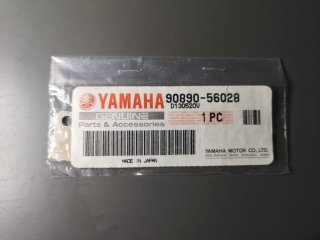 YAMAHA 90890-56028
D130520V
GENUINE
Parts & Accessories
1 PC
MADE IN JAPAN
YAMAHA MOTOR CO., LTD.